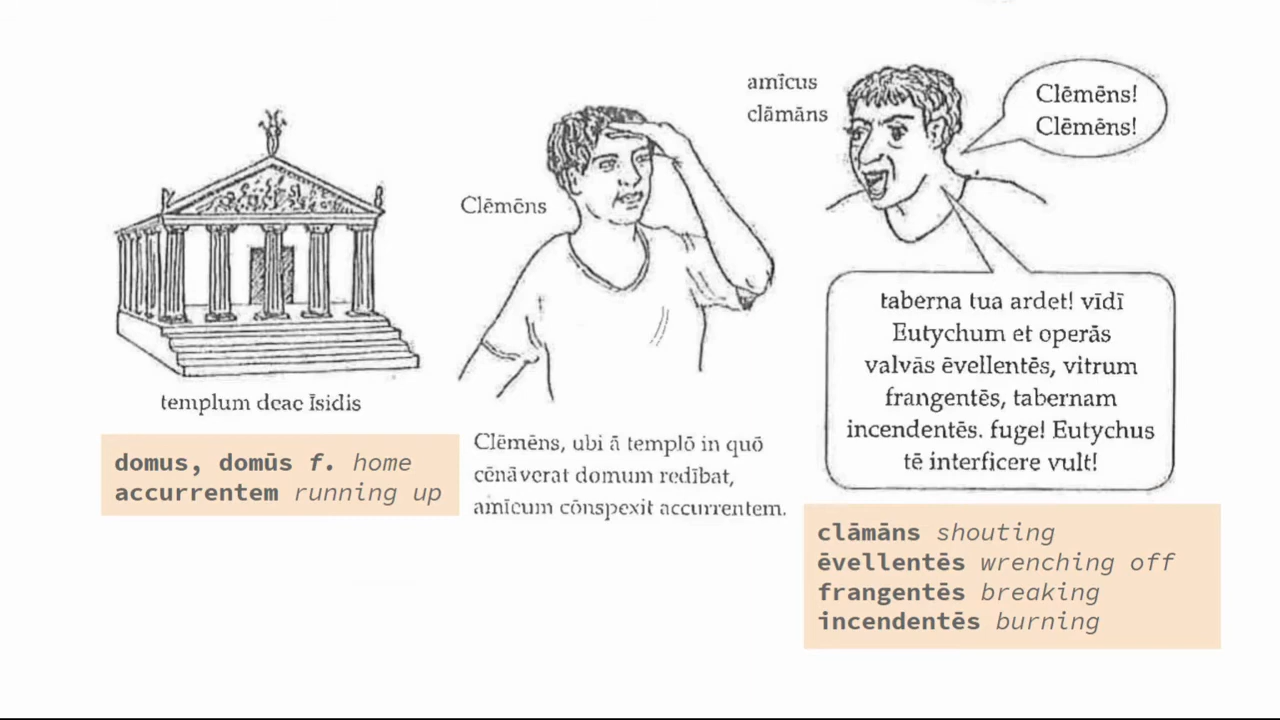 templum deae Īsidis
domus, domūs f. home
accurrentem running up
Clēmēns
Clēmēns, ubi ā templō in quō
cēnāverat domum redībat,
amīcum cōnspexit accurrentem.
amīcus
clāmāns
Clēmēns!
Clēmēns!
taberna tua ardet! vīdī
Eutychum et operās
valvās ēvellentēs, vitrum
frangentēs, tabernam
incendentēs. fuge! Eutychus
tē interficere vult!
clāmāns shouting
ēvellentēs wrenching off
frangentēs breaking
incendentēs burning